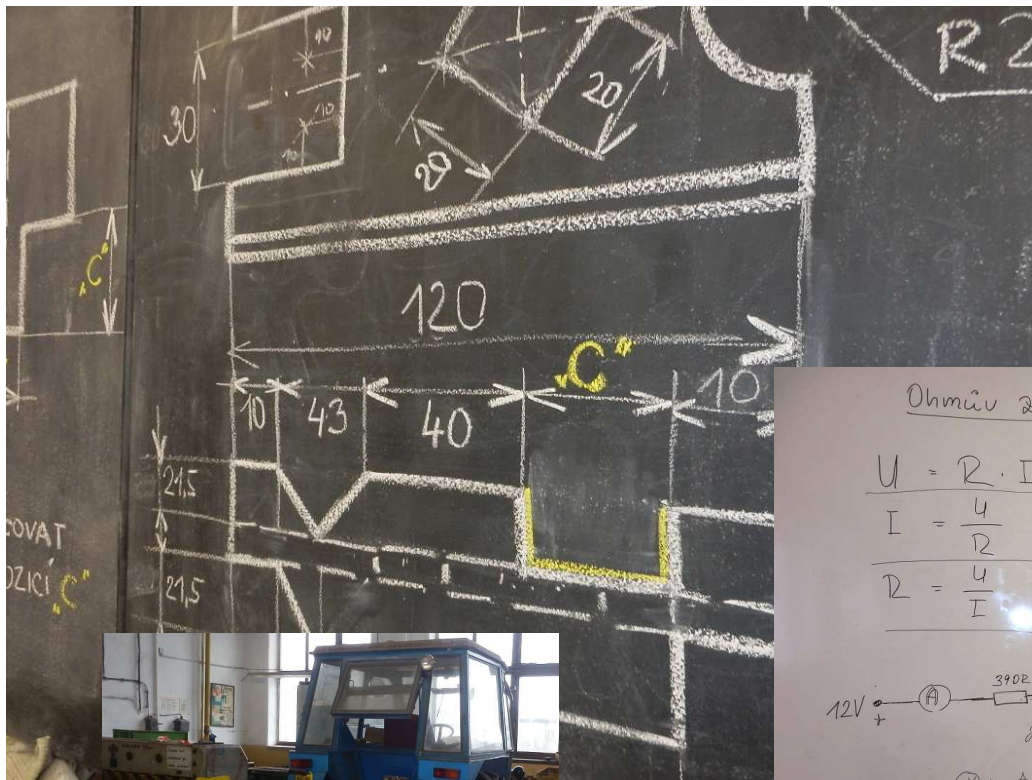 10
10
10
30
20
20
R2
„C"
120
„C"
10
43
40
10
21,5
21,5
OVAT
OZICÍ „C"
Ohmův z
U = R . I
I = U
R
R = U
I
12V
+
A
390R